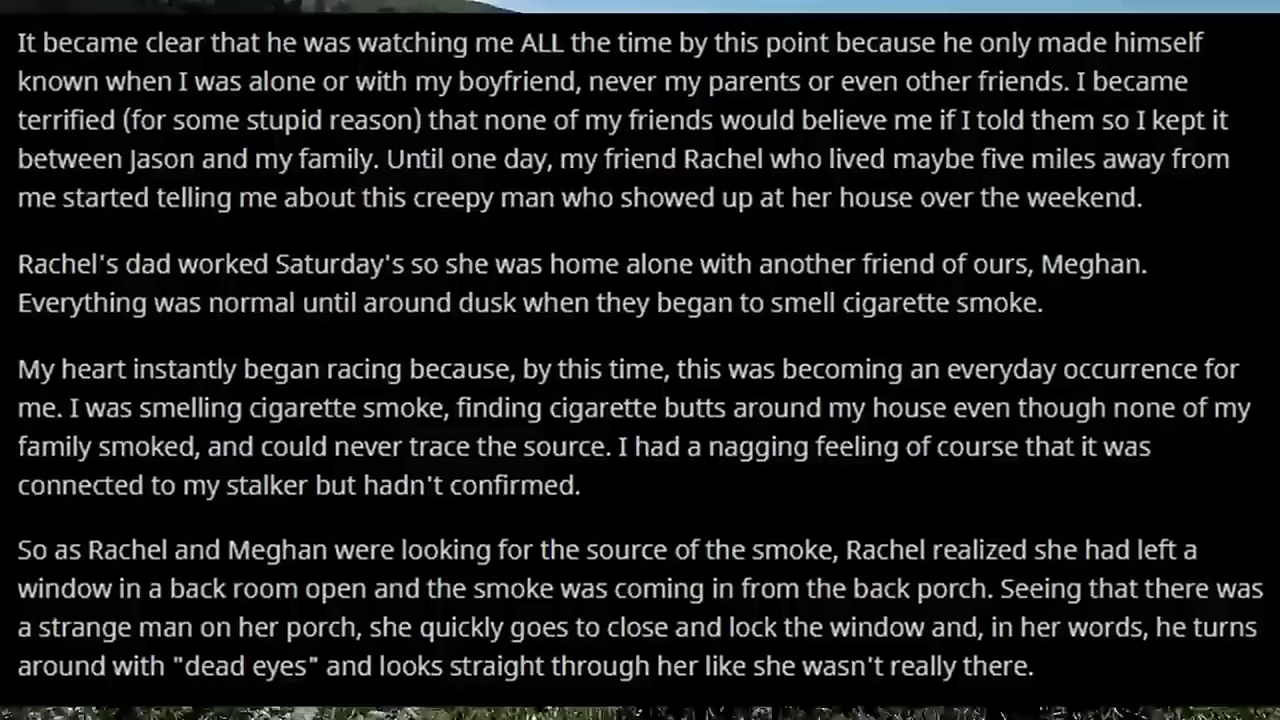 It became clear that he was watching me ALL the time by this point because he only made himself
known when I was alone or with my boyfriend, never my parents or even other friends. I became
terrified (for some stupid reason) that none of my friends would believe me if I told them so I kept it
between Jason and my family. Until one day, my friend Rachel who lived maybe five miles away from
me started telling me about this creepy man who showed up at her house over the weekend.
Rachel's dad worked Saturday's so she was home alone with another friend of ours, Meghan.
Everything was normal until around dusk when they began to smell cigarette smoke.
My heart instantly began racing because, by this time, this was becoming an everyday occurrence for
me. I was smelling cigarette smoke, finding cigarette butts around my house even though none of my
family smoked, and could never trace the source. I had a nagging feeling of course that it was
connected to my stalker but hadn't confirmed.
So as Rachel and Meghan were looking for the source of the smoke, Rachel realized she had left a
window in a back room open and the smoke was coming in from the back porch. Seeing that there was
a strange man on her porch, she quickly goes to close and lock the window and, in her words, he turns
around with "dead eyes" and looks straight through her like she wasn't really there.